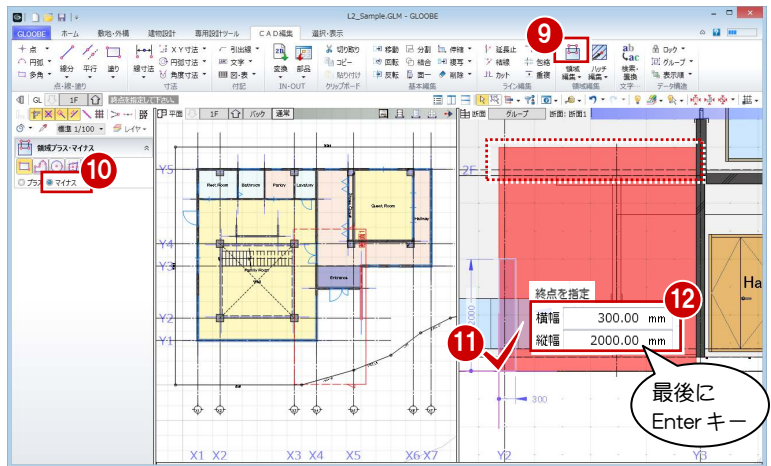 L2_Sample.GLM - GLOOBE
GLOOBE ホーム 敷地・外構 建物設計 専用設計ツール CAD編集 選択・表示
点 線分 平行 塗り 線寸法 XY寸法 引出線 変換 部品 切り取り 移動 分割 伸縮 延長止 領域編集 ハッチ編集 検索・置換 ロック
円弧 円弧寸法 文字 コピー 回転 結合 複写 結線 包絡 グループ
多角 角度寸法 図・表 貼り付け 反転 面一 削除 カット 重複 表示順
点・線・塗り 寸法 付記 IN-OUT クリップボード 基本編集 ライン編集 領域編集 文字… データ構造
GL 1F 終点を指示して下さい
標準 1/100 レイヤ
平面 1F バック 通常
断面 グループ 断面: 断面1
領域プラス・マイナス
プラス マイナス
9
10
11
12
Y5
Y4
Y3
Y2
Y1
Rest Room Bathroom Pantry Lavatory
Guest Room
Hallway
Family Room
Entrance
X1 X2 X3 X4 X5 X6 X7
2F
2000
300
Ha
終点を指定
横幅 300.00 mm
縦幅 2000.00 mm
最後に
Enter キー
Y2 Y3